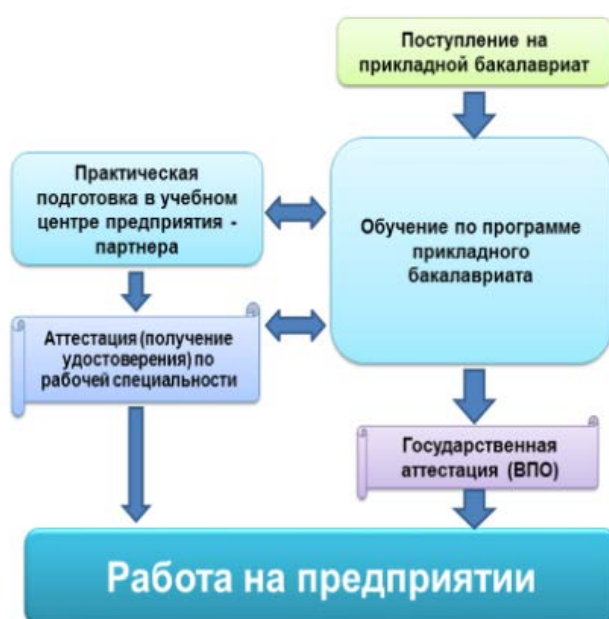 Поступление на
прикладной бакалавриат
Практическая
подготовка в учебном
центре предприятия -
партнера
Обучение по программе
прикладного
бакалавриата
Аттестация (получение
удостоверения) по
рабочей специальности
Государственная
аттестация (ВПО)
Работа на предприятии